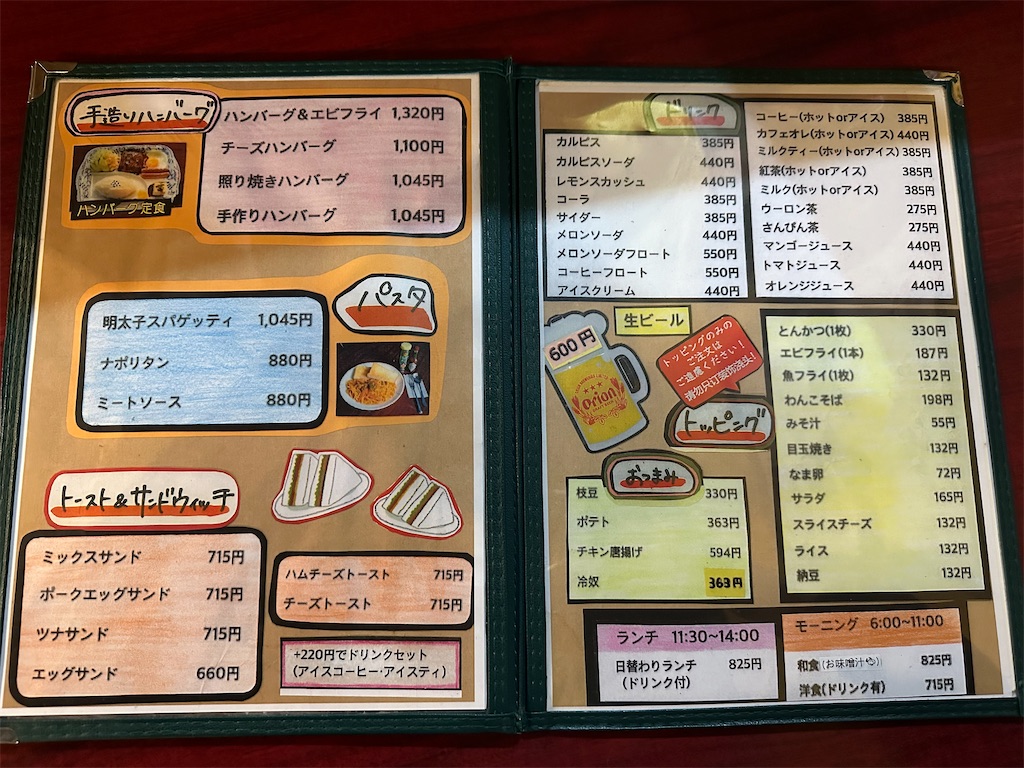 手造りハンバーグ
ハンバーグ&エビフライ 1,320円
チーズハンバーグ 1,100円
照り焼きハンバーグ 1,045円
手作りハンバーグ 1,045円
ハンバーグ定食
パスタ
明太子スパゲッティ 1,045円
ナポリタン 880円
ミートソース 880円
トースト&サンドウィッチ
ミックスサンド 715円
ポークエッグサンド 715円
ツナサンド 715円
エッグサンド 660円
ハムチーズトースト 715円
チーズトースト 715円
+220円でドリンクセット
(アイスコーヒー・アイスティ)
ドリンク
カルピス 385円
カルピスソーダ 440円
レモンスカッシュ 440円
コーラ 385円
サイダー 385円
メロンソーダ 440円
メロンソーダフロート 550円
コーヒーフロート 550円
アイスクリーム 440円
コーヒー(ホットorアイス) 385円
カフェオレ(ホットorアイス) 440円
ミルクティー(ホットorアイス) 385円
紅茶(ホットorアイス) 385円
ミルク(ホットorアイス) 385円
ウーロン茶 275円
さんぴん茶 275円
マンゴージュース 440円
トマトジュース 440円
オレンジジュース 440円
生ビール
600円
Orion
トッピングのみの
ご注文は
ご遠慮ください!
请勿只订装饰浇头!
トッピング
とんかつ(1枚) 330円
エビフライ(1本) 187円
魚フライ(1枚) 132円
わんこそば 198円
みそ汁 55円
目玉焼き 132円
なま卵 72円
サラダ 165円
スライスチーズ 132円
ライス 132円
納豆 132円
おつまみ
枝豆 330円
ポテト 363円
チキン唐揚げ 594円
冷奴 363円
ランチ 11:30~14:00
日替わりランチ 825円
(ドリンク付)
モーニング 6:00~11:00
和食(お味噌汁) 825円
洋食(ドリンク有) 715円